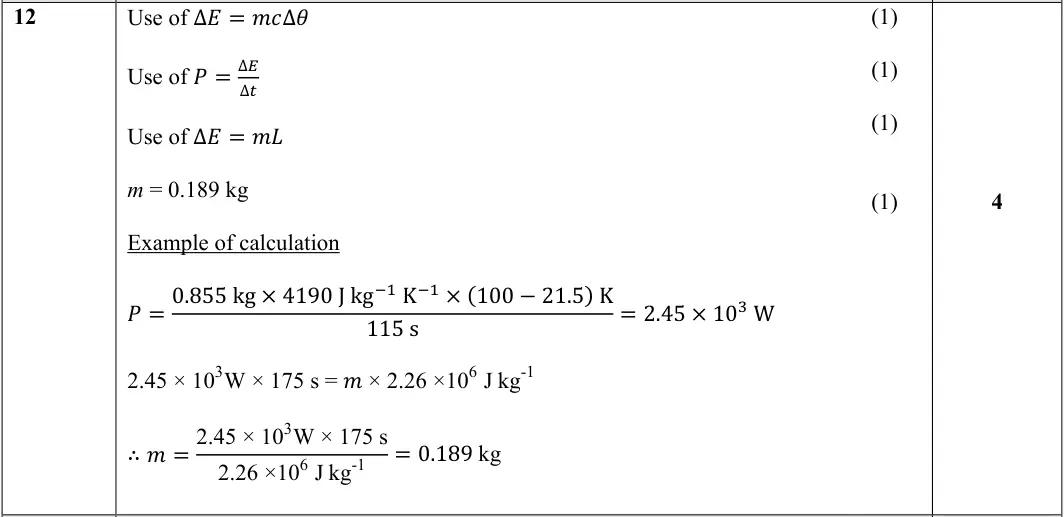 12 Use of Δ𝐸 = 𝑚𝑐Δ𝜃 (1)
Use of 𝑃 = Δ𝐸/Δ𝑡 (1)
Use of Δ𝐸 = 𝑚𝐿 (1)
m = 0.189 kg (1) 4
Example of calculation
𝑃 = 0.855 kg × 4190 J kg⁻¹ K⁻¹ × (100 − 21.5) K / 115 s = 2.45 × 10³ W
2.45 × 10³W × 175 s = 𝑚 × 2.26 ×10⁶ J kg⁻¹
∴ 𝑚 = 2.45 × 10³W × 175 s / 2.26 ×10⁶ J kg⁻¹ = 0.189 kg